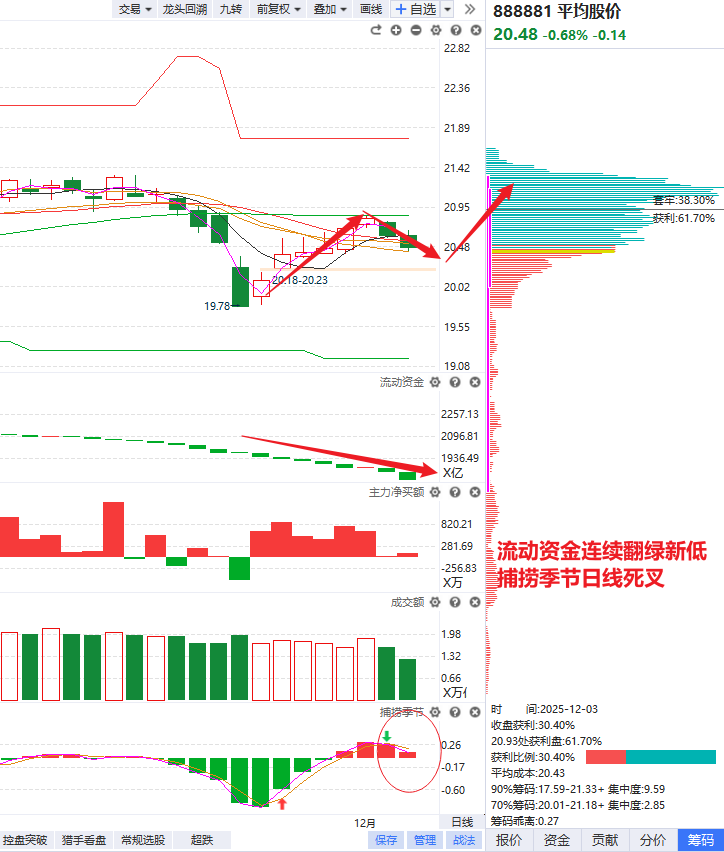 交易 龙头回溯 九转 前复权 叠加 画线 +自选
888881 平均股价
20.48 -0.68% -0.14
22.82
22.36
21.89
21.42
20.95
20.48
20.02
19.55
19.08
套牢:38.30%
获利:61.70%
20.18-20.23
19.78
流动资金
2257.13
2096.81
1936.49
X亿
主力净买额
820.21
281.69
-256.83
X万
流动资金连续翻绿新低
捕捞季节日线死叉
成交额
1.98
1.32
0.66
X万亿
捕捞季节
0.26
-0.17
-0.60
时 间:2025-12-03
收盘获利:30.40%
20.93处获利盘:61.70%
获利比例:30.40%
平均成本:20.43
90%筹码:17.59-21.33+ 集中度:9.59
70%筹码:20.01-21.18+ 集中度:2.85
筹码乖离:0.27
12月 日线
控盘突破 猎手看盘 常规选股 超跌 保存 管理 战法
报价 资金 贡献 分价 筹码